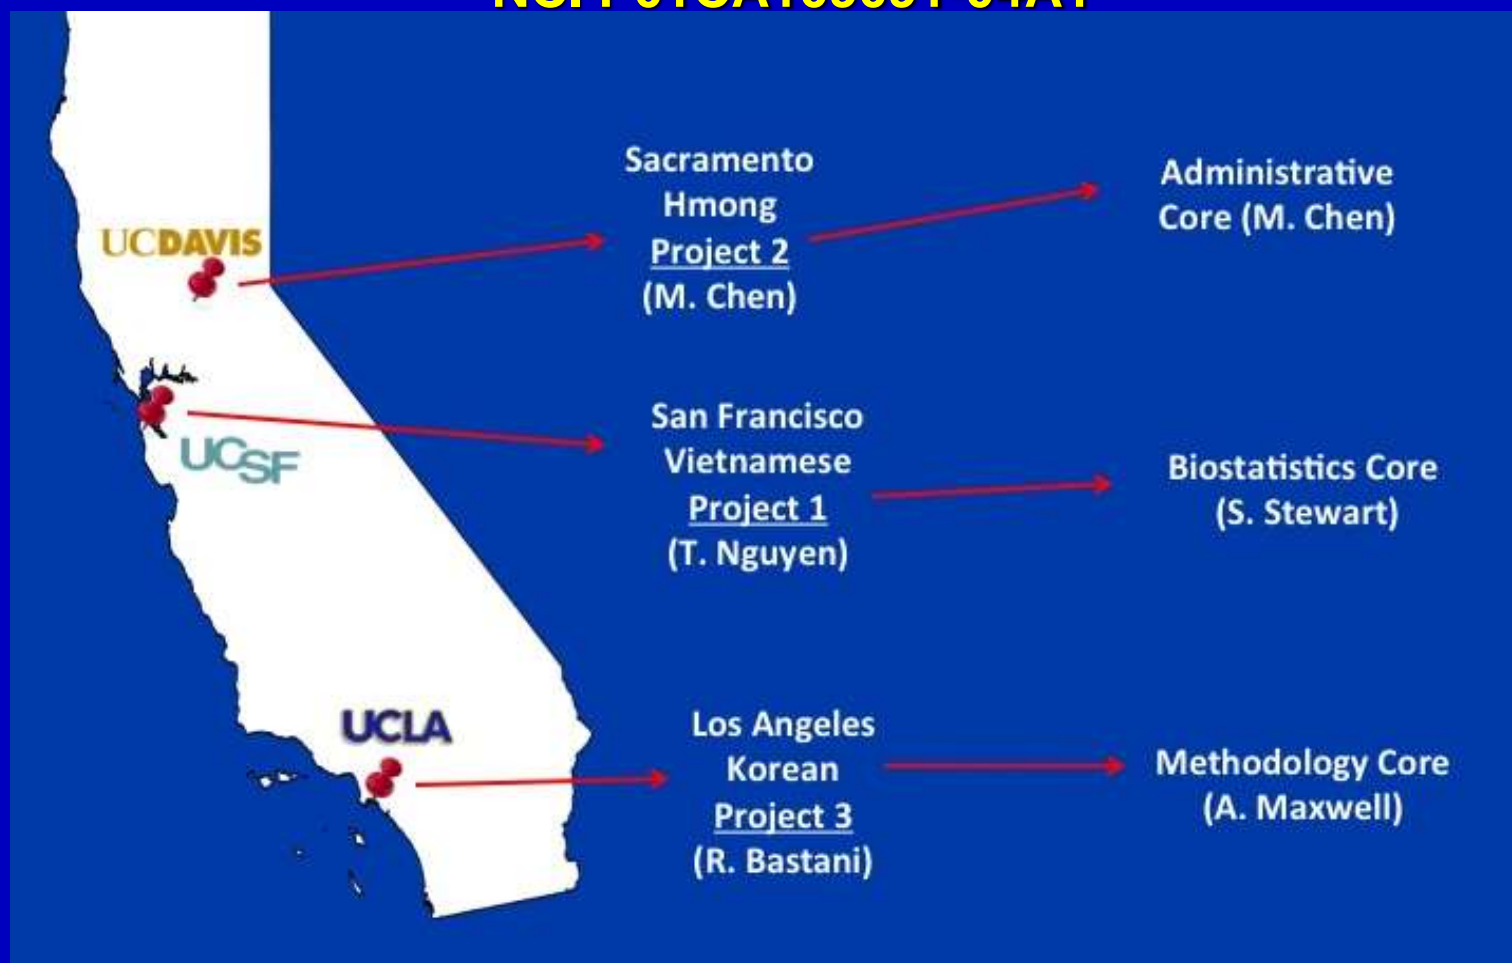 UCDAVIS
Sacramento
Hmong
Project 2
(M. Chen)
Administrative
Core (M. Chen)
UCSF
San Francisco
Vietnamese
Project 1
(T. Nguyen)
Biostatistics Core
(S. Stewart)
UCLA
Los Angeles
Korean
Project 3
(R. Bastani)
Methodology Core
(A. Maxwell)